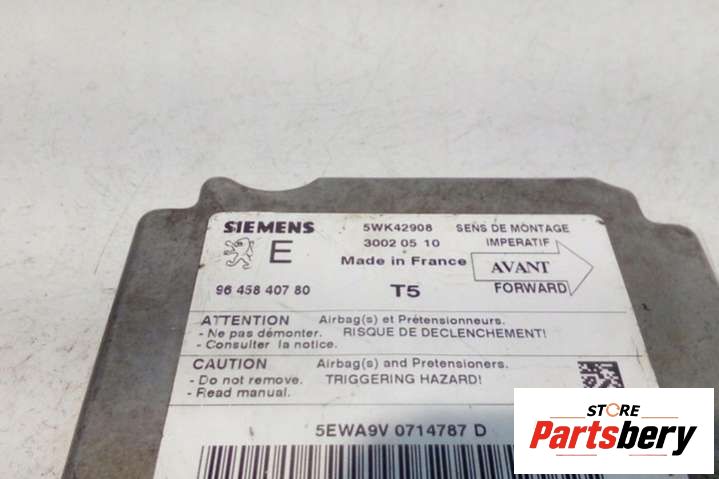 SIEMENS
5WK42908
SENS DE MONTAGE
IMPERATIF
E
3002 05 10
Made in France
AVANT
96 458 407 80
T5
FORWARD
ATTENTION
Airbag(s) et Prétensionneurs.
- Ne pas démonter.
RISQUE DE DECLENCHEMENT!
- Consulter la notice.
CAUTION
Airbag(s) and Pretensioners.
- Do not remove.
TRIGGERING HAZARD!
- Read manual.
5EWA9V 0714787 D
STORE
Partsbery